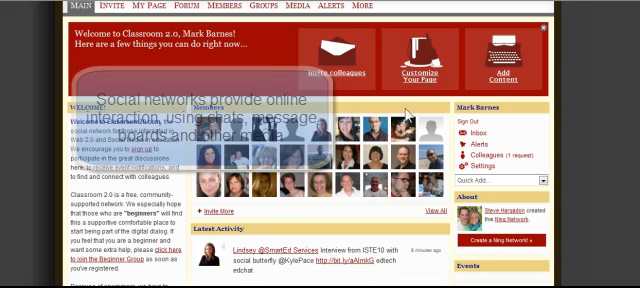 MAIN INVITE MY PAGE FORUM MEMBERS GROUPS MEDIA ALERTS MORE
Welcome to Classroom 2.0, Mark Barnes!
Here are a few things you can do right now...
Invite colleagues
Customize
Your Page
Add
Content
Social networks provide online
interaction, using chats, message
boards and other media
WELCOME!
Welcome to Classroom 2.0, the
social network for those interested in
Web 2.0 and Social
We encourage you to sign up to
participate in the great discussions
here, to receive event notifications, and
to find and connect with colleagues.
Classroom 2.0 is a free, community-
supported network. We especially hope
that those who are "beginners" will find
this a supportive comfortable place to
start being part of the digital dialog. If
you feel that you are a beginner and
want some extra help, please click here
to join the Beginner Group as soon as
you've registered.
Members
+ Invite More
View All
Latest Activity
Lindsey @SmartEd Services Interview from ISTE10 with
social butterfly @KylePace http://bit.ly/aAlmkG edtech
edchat
8 minutes ago
Mark Barnes
Sign Out
Inbox
Alerts
Colleagues (1 request)
Settings
Quick Add...
About
Steve Hargadon created
this Ning Network.
Create a Ning Network! »
Events